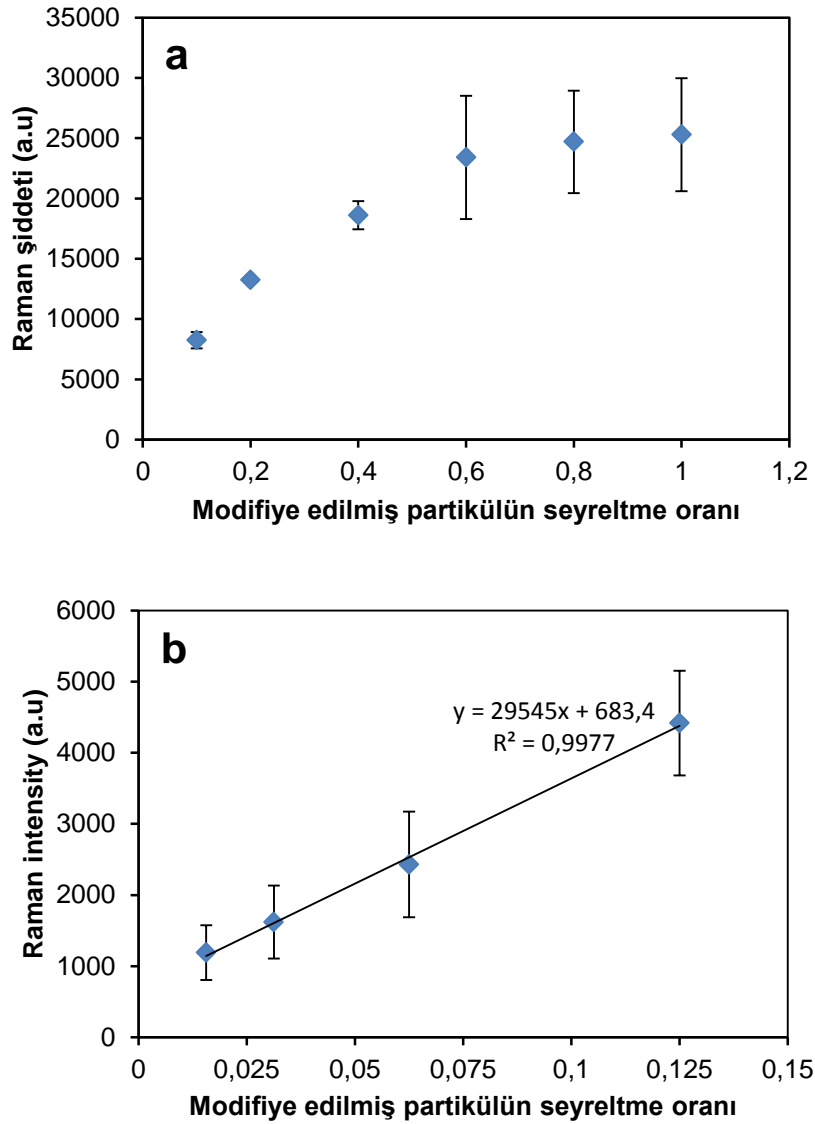 a
35000
30000
25000
20000
15000
10000
5000
0
Raman şiddeti (a.u)
0 0,2 0,4 0,6 0,8 1 1,2
Modifiye edilmiş partikülün seyreltme oranı
b
6000
5000
4000
3000
2000
1000
0
Raman intensity (a.u)
y = 29545x + 683,4
R² = 0,9977
0 0,025 0,05 0,075 0,1 0,125 0,15
Modifiye edilmiş partikülün seyreltme oranı